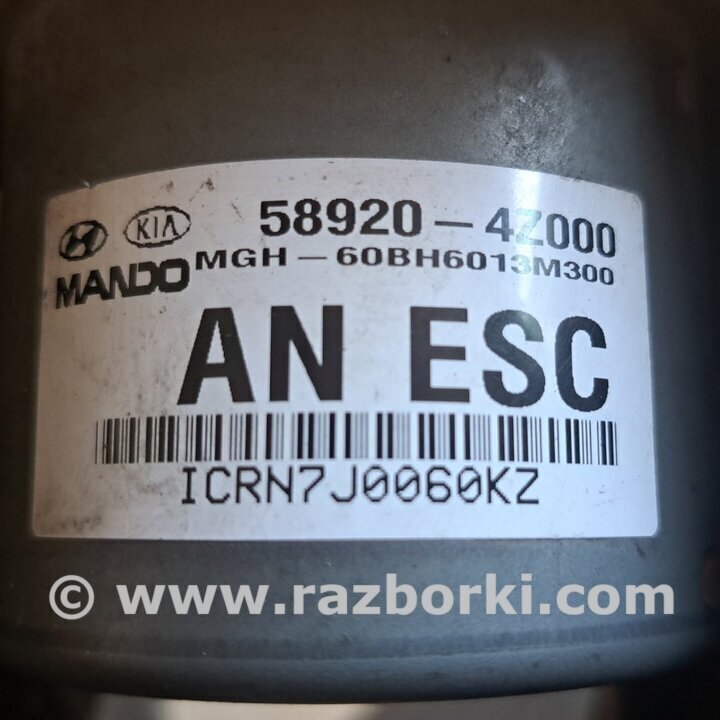 KIA 58920-4Z000
MANDO MGH-60BH6013M300
AN ESC
ICRN7J0060KZ
© www.razborki.com